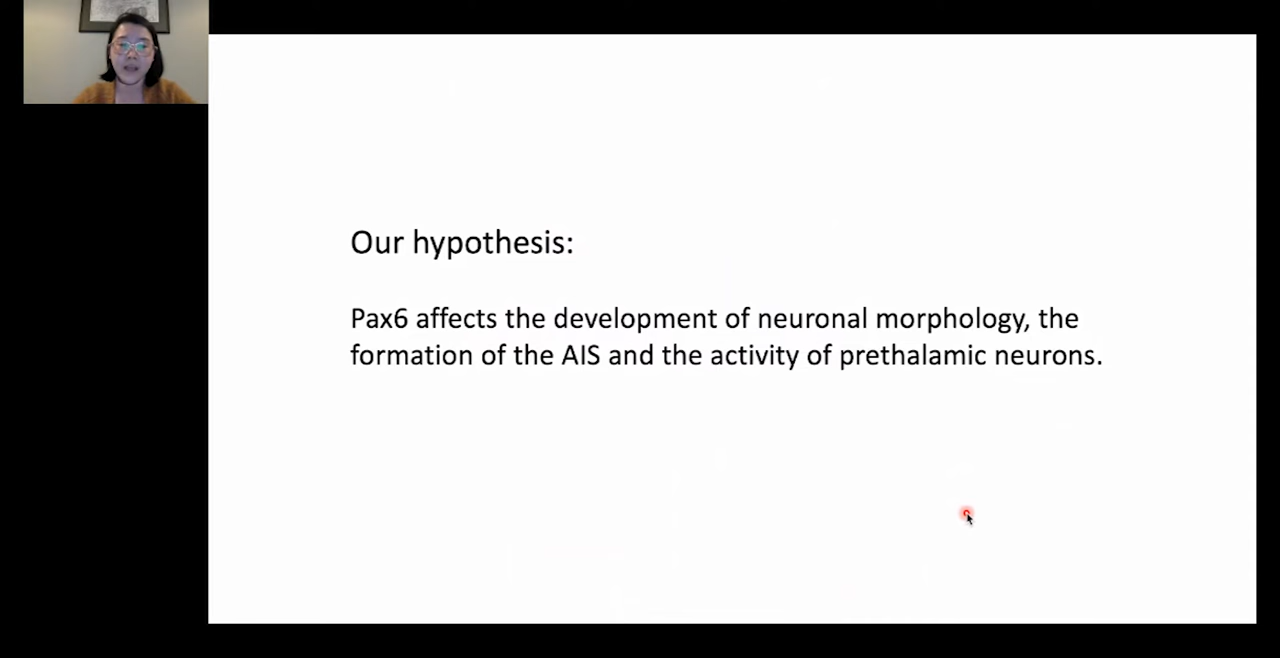 Our hypothesis:
Pax6 affects the development of neuronal morphology, the
formation of the AIS and the activity of prethalamic neurons.